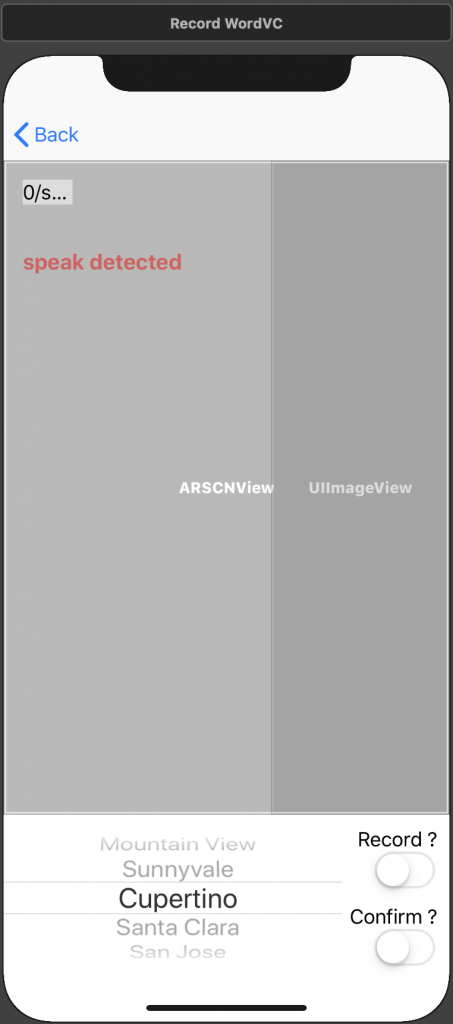 Record WordVC
Back
0/s...
speak detected
ARSCNView
UIImageView
Mountain View
Sunnyvale
Cupertino
Santa Clara
San Jose
Record ?
Confirm ?